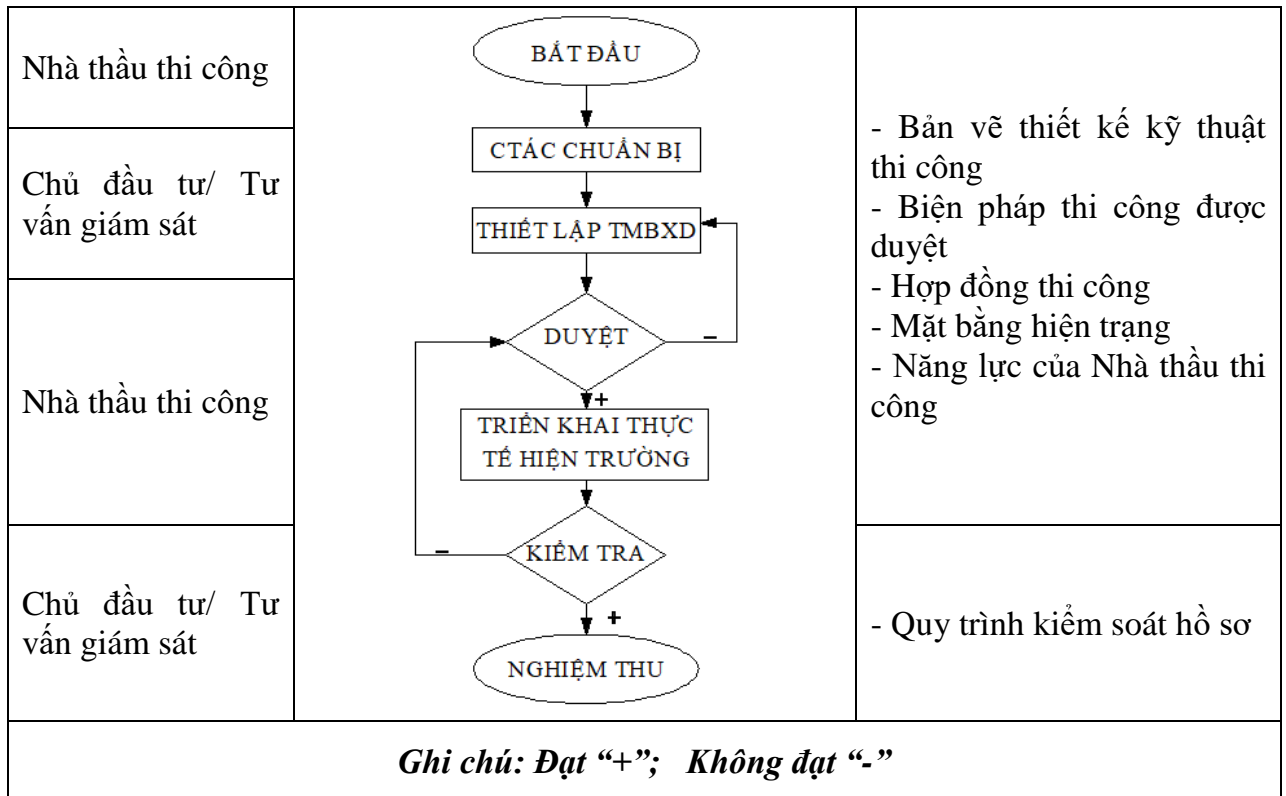 Nhà thầu thi công
Chủ đầu tư/ Tư
vấn giám sát
Nhà thầu thi công
Chủ đầu tư/ Tư
vấn giám sát
BẮT ĐẦU
CTÁC CHUẨN BỊ
THIẾT LẬP TMBXD
DUYỆT
–
+
TRIỂN KHAI THỰC
TẾ HIỆN TRƯỜNG
KIỂM TRA
–
+
NGHIỆM THU
- Bản vẽ thiết kế kỹ thuật
thi công
- Biện pháp thi công được
duyệt
- Hợp đồng thi công
- Mặt bằng hiện trạng
- Năng lực của Nhà thầu thi
công
- Quy trình kiểm soát hồ sơ
Ghi chú: Đạt “+”; Không đạt “-”